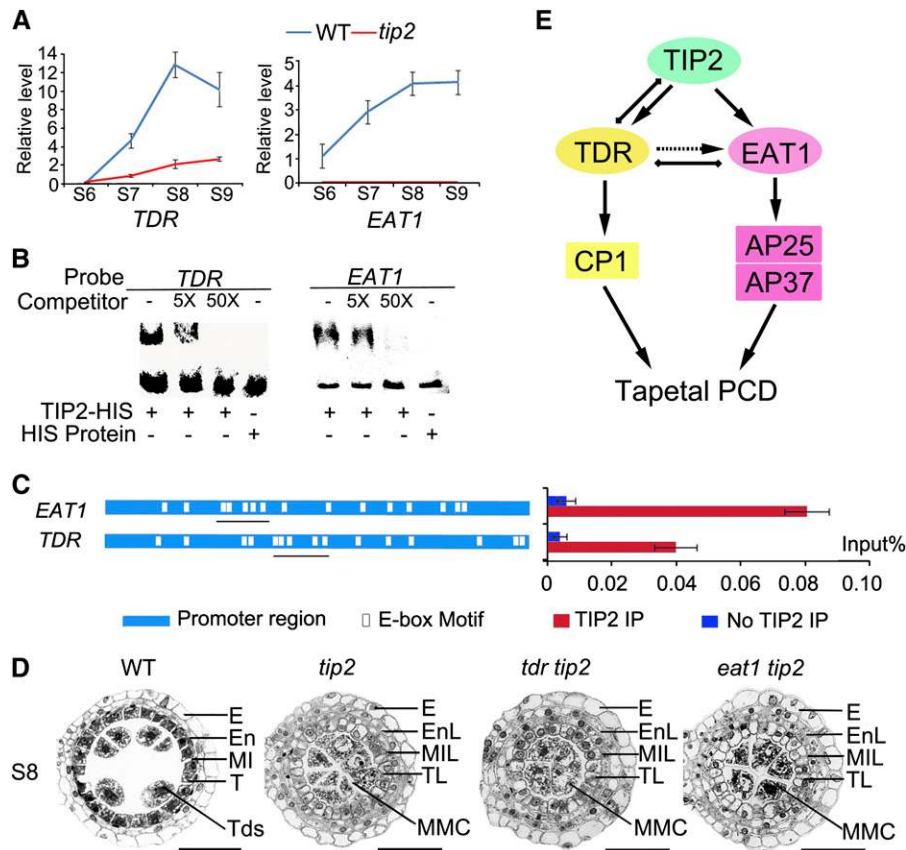 A
WT tip2
Relative level
14
12
10
8
6
4
2
0
S6 S7 S8 S9
TDR
Relative level
5
4
3
2
1
0
S6 S7 S8 S9
EAT1
B
Probe TDR EAT1
Competitor - 5X 50X - - 5X 50X -
TIP2-HIS + + + - + + + -
HIS Protein - - - + - - - +
C
EAT1
TDR
Input%
0 0.02 0.04 0.06 0.08 0.10
Promoter region E-box Motif TIP2 IP No TIP2 IP
D
WT tip2 tdr tip2 eat1 tip2
S8
E
En
MI
T
Tds
E
EnL
MIL
TL
MMC
E
EnL
MIL
TL
MMC
E
EnL
MIL
TL
MMC
E
TIP2
TDR EAT1
CP1
AP25
AP37
Tapetal PCD